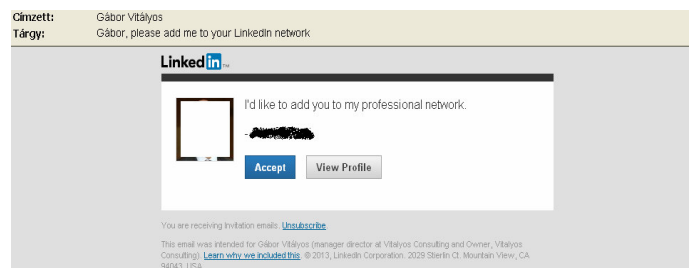 Címzett: Gábor Vitályos
Tárgy: Gábor, please add me to your LinkedIn network
Linked in ™
I'd like to add you to my professional network.
-
Accept View Profile
You are receiving Invitation emails. Unsubscribe.
This email was intended for Gábor Vitályos (manager director at Vitalyos Consulting and Owner, Vitalyos
Consulting). Learn why we included this. © 2013, LinkedIn Corporation. 2029 Stierlin Ct. Mountain View, CA
94043, USA